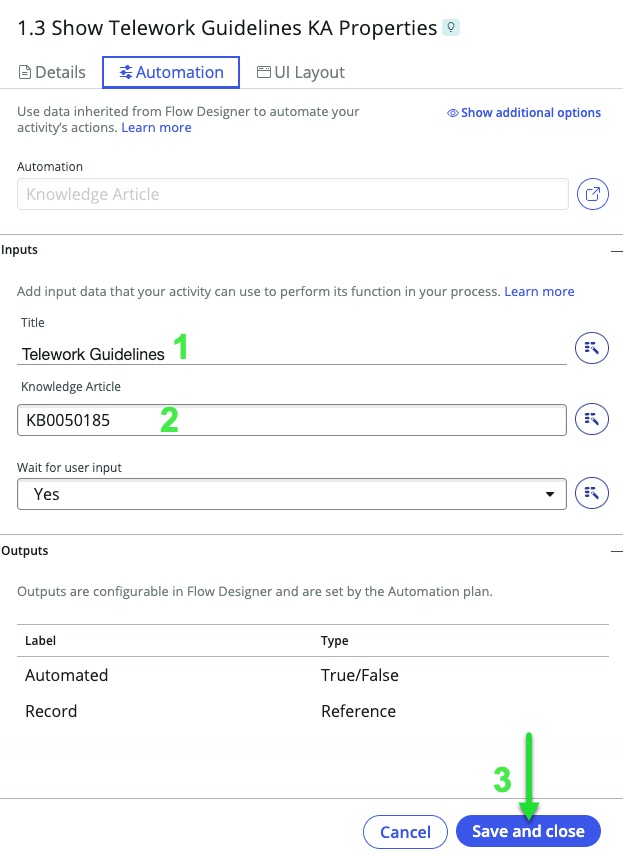 1.3 Show Telework Guidelines KA Properties
Details Automation UI Layout
Use data inherited from Flow Designer to automate your
activity's actions. Learn more
Show additional options
Automation
Knowledge Article
Inputs
Add input data that your activity can use to perform its function in your process. Learn more
Title
Telework Guidelines 1
Knowledge Article
KB0050185 2
Wait for user input
Yes
Outputs
Outputs are configurable in Flow Designer and are set by the Automation plan.
Label Type
Automated True/False
Record Reference
3
Cancel Save and close